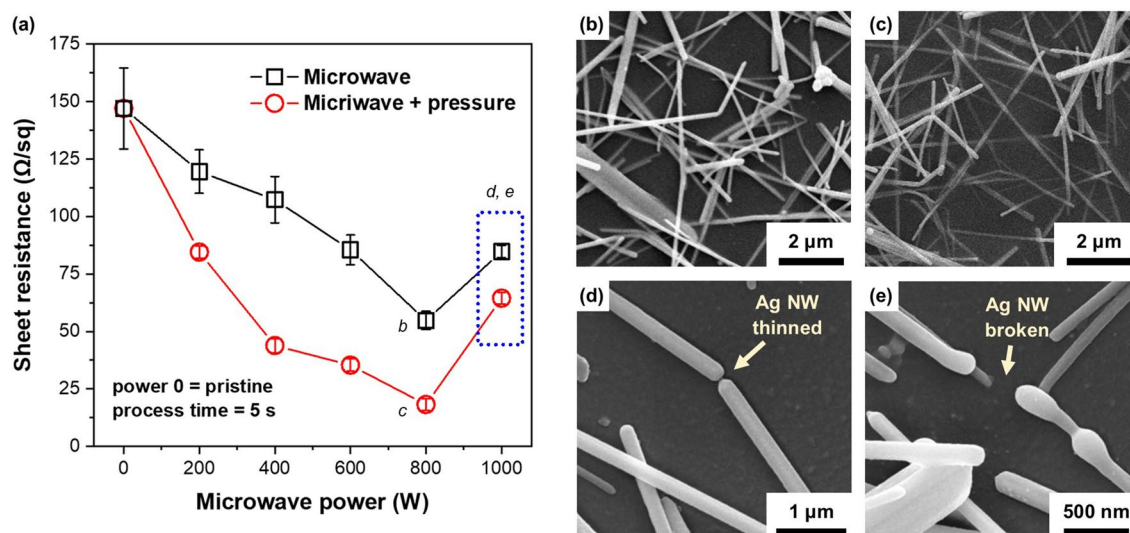 (a)
175
150
125
100
75
50
25
0
Sheet resistance (Ω/sq)
Microwave
Micriwave + pressure
d, e
b
c
power 0 = pristine
process time = 5 s
0 200 400 600 800 1000
Microwave power (W)
(b)
2 µm
(c)
2 µm
(d)
Ag NW
thinned
1 µm
(e)
Ag NW
broken
500 nm